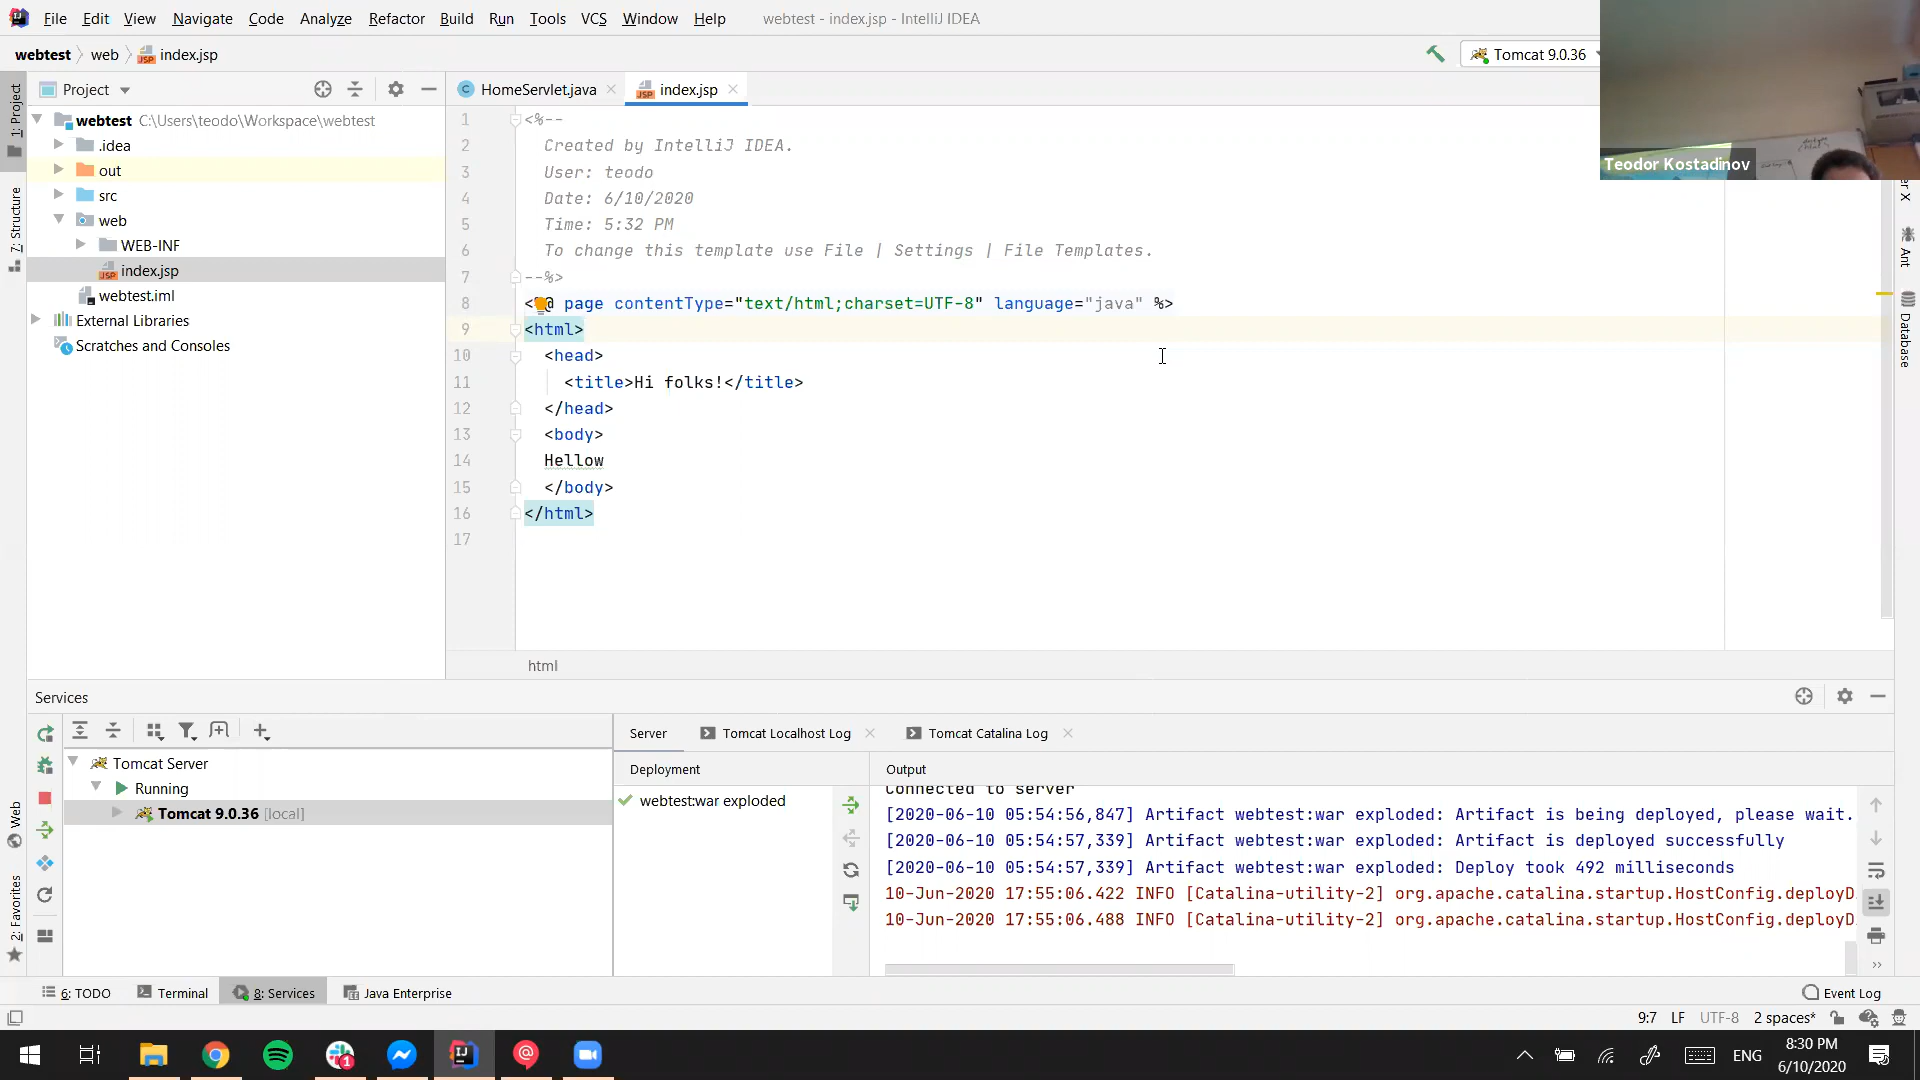 File Edit View Navigate Code Analyze Refactor Build Run Tools VCS Window Help webtest - index.jsp - IntelliJ IDEA
webtest web index.jsp
Tomcat 9.0.36
Teodor Kostadinov
1: Project
7: Structure
Web
2: Favorites
Project
webtest C:\Users\teodo\Workspace\webtest
.idea
out
src
web
WEB-INF
index.jsp
webtest.iml
External Libraries
Scratches and Consoles
HomeServlet.java index.jsp
1 <%--
2 Created by IntelliJ IDEA.
3 User: teodo
4 Date: 6/10/2020
5 Time: 5:32 PM
6 To change this template use File | Settings | File Templates.
7 --%>
8 <@ page contentType="text/html;charset=UTF-8" language="java" %>
9 <html>
10 <head>
11 <title>Hi folks!</title>
12 </head>
13 <body>
14 Hellow
15 </body>
16 </html>
17
html
Ant
Database
Services
Tomcat Server
Running
Tomcat 9.0.36 [local]
Server Tomcat Localhost Log Tomcat Catalina Log
Deployment
webtest:war exploded
Output
Connected to server
[2020-06-10 05:54:56,847] Artifact webtest:war exploded: Artifact is being deployed, please wait.
[2020-06-10 05:54:57,339] Artifact webtest:war exploded: Artifact is deployed successfully
[2020-06-10 05:54:57,339] Artifact webtest:war exploded: Deploy took 492 milliseconds
10-Jun-2020 17:55:06.422 INFO [Catalina-utility-2] org.apache.catalina.startup.HostConfig.deployD
10-Jun-2020 17:55:06.488 INFO [Catalina-utility-2] org.apache.catalina.startup.HostConfig.deployD
6: TODO Terminal 8: Services Java Enterprise Event Log
9:7 LF UTF-8 2 spaces*
ENG
8:30 PM
6/10/2020